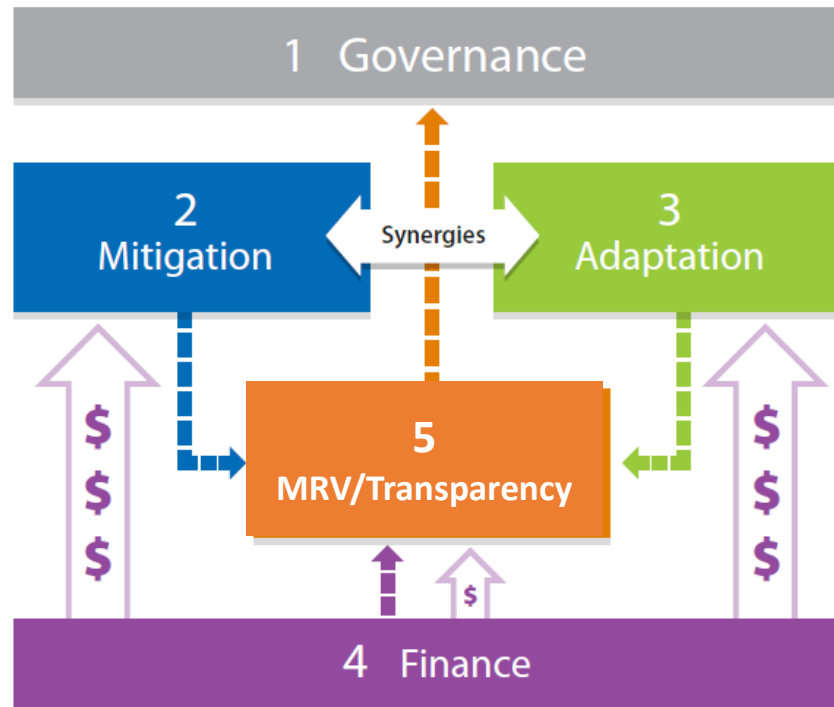 1 Governance
2
Mitigation
Synergies
3
Adaptation
5
MRV/Transparency
$
$
$
$
$
$
$
4 Finance